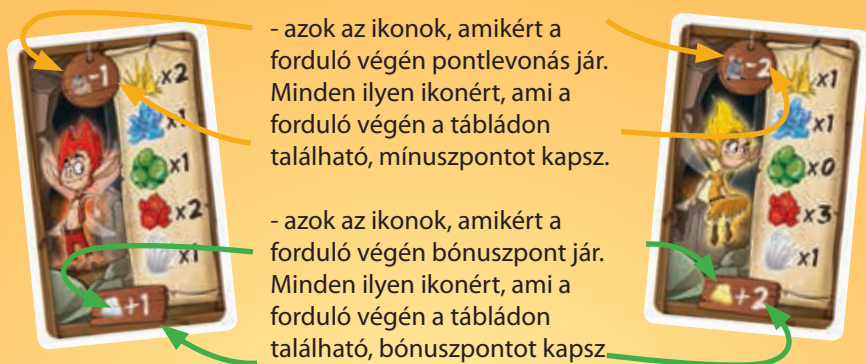 -1
x2
x1
x1
x2
x1
+1
- azok az ikonok, amikért a
forduló végén pontlevonás jár.
Minden ilyen ikonért, ami a
forduló végén a tábládon
található, mínuszpontot kapsz.
- azok az ikonok, amikért a
forduló végén bónuszpont jár.
Minden ilyen ikonért, ami a
forduló végén a tábládon
található, bónuszpontot kapsz
-2
x1
x1
x0
x3
x1
+2